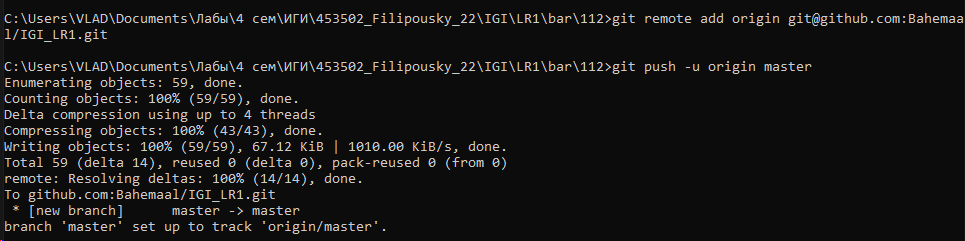 C:\Users\VLAD\Documents\Лабы\4 сем\ИГИ\453502_Filipousky_22\IGI\LR1\bar\112>git remote add origin git@github.com:Bahemaa
l/IGI_LR1.git
C:\Users\VLAD\Documents\Лабы\4 сем\ИГИ\453502_Filipousky_22\IGI\LR1\bar\112>git push -u origin master
Enumerating objects: 59, done.
Counting objects: 100% (59/59), done.
Delta compression using up to 4 threads
Compressing objects: 100% (43/43), done.
Writing objects: 100% (59/59), 67.12 KiB | 1010.00 KiB/s, done.
Total 59 (delta 14), reused 0 (delta 0), pack-reused 0 (from 0)
remote: Resolving deltas: 100% (14/14), done.
To github.com:Bahemaal/IGI_LR1.git
 * [new branch]      master -> master
branch 'master' set up to track 'origin/master'.